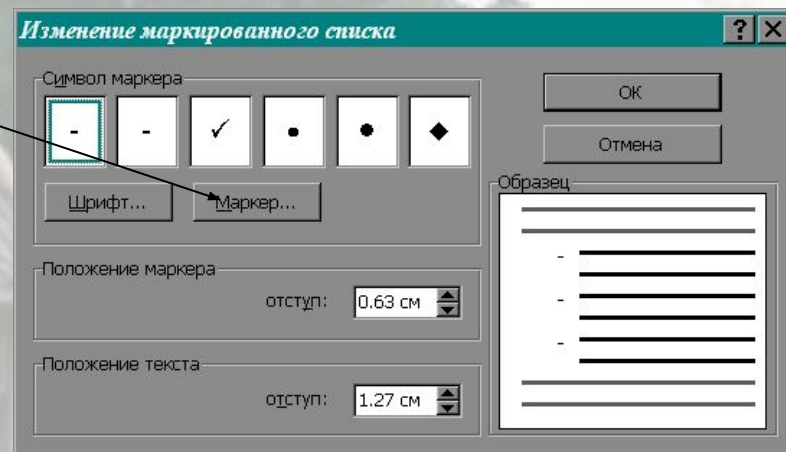 Изменение маркированного списка
Символ маркера
Шрифт...
Маркер...
Положение маркера
отступ: 0.63 см
Положение текста
отступ: 1.27 см
ОК
Отмена
Образец